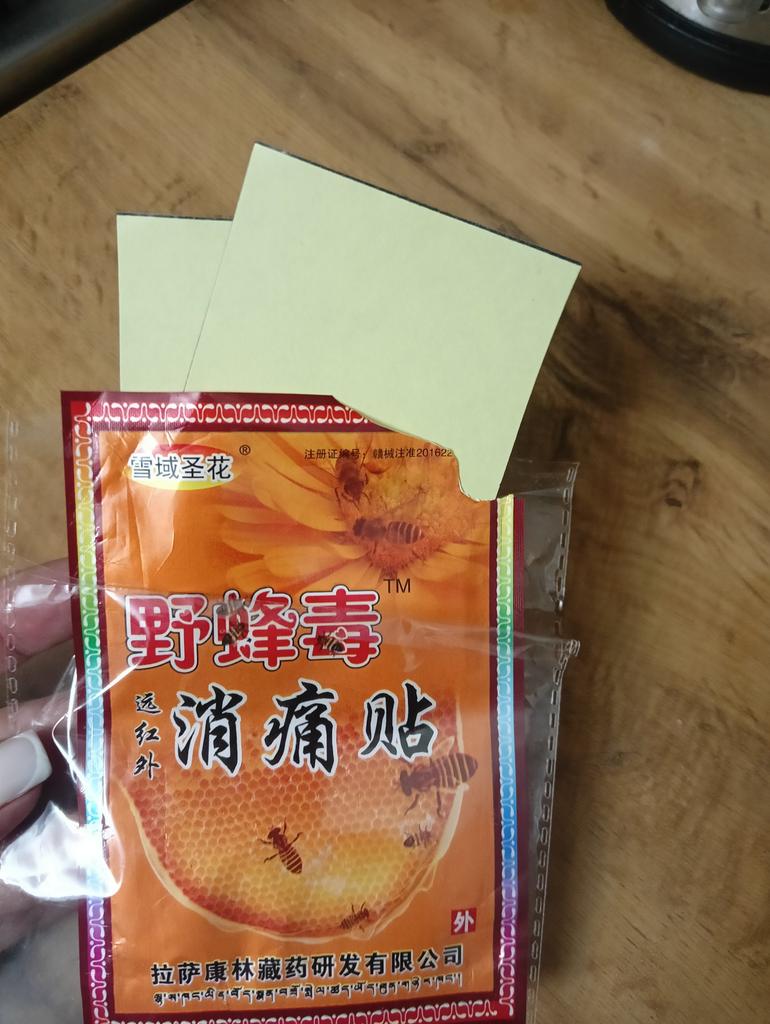 雪域圣花®
注册证编号：赣械注准201622
野蜂毒™
远红外
消痛贴
外
拉萨康林藏药研发有限公司